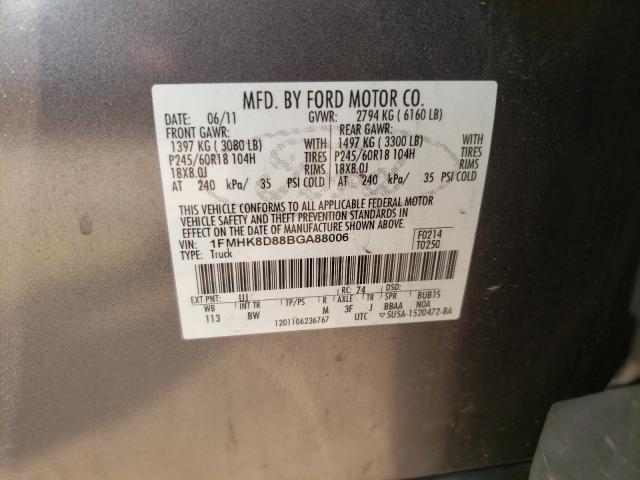 MFD. BY FORD MOTOR CO.
DATE: 06/11 GVWR: 2794 KG ( 6160 LB)
FRONT GAWR: REAR GAWR:
1397 KG ( 3080 LB) WITH 1497 KG ( 3300 LB) WITH
P245/60R18 104H TIRES P245/60R18 104H TIRES
18X8.0J RIMS 18X8.0J RIMS
AT 240 kPa/ 35 PSI COLD AT 240 kPa/ 35 PSI COLD
THIS VEHICLE CONFORMS TO ALL APPLICABLE FEDERAL MOTOR
VEHICLE SAFETY AND THEFT PREVENTION STANDARDS IN
EFFECT ON THE DATE OF MANUFACTURE SHOWN ABOVE.
VIN: 1FMHK8D88BGA88006 F0214
TYPE: Truck T0250
EXT PNT: UJ RC: 74 DSO:
WB INT TR TP/PS R AXLE TR SPR BUB15
113 BW M 3F J BBAA NOA
1201106236767 UTC ▽5U5A-1520472-BA